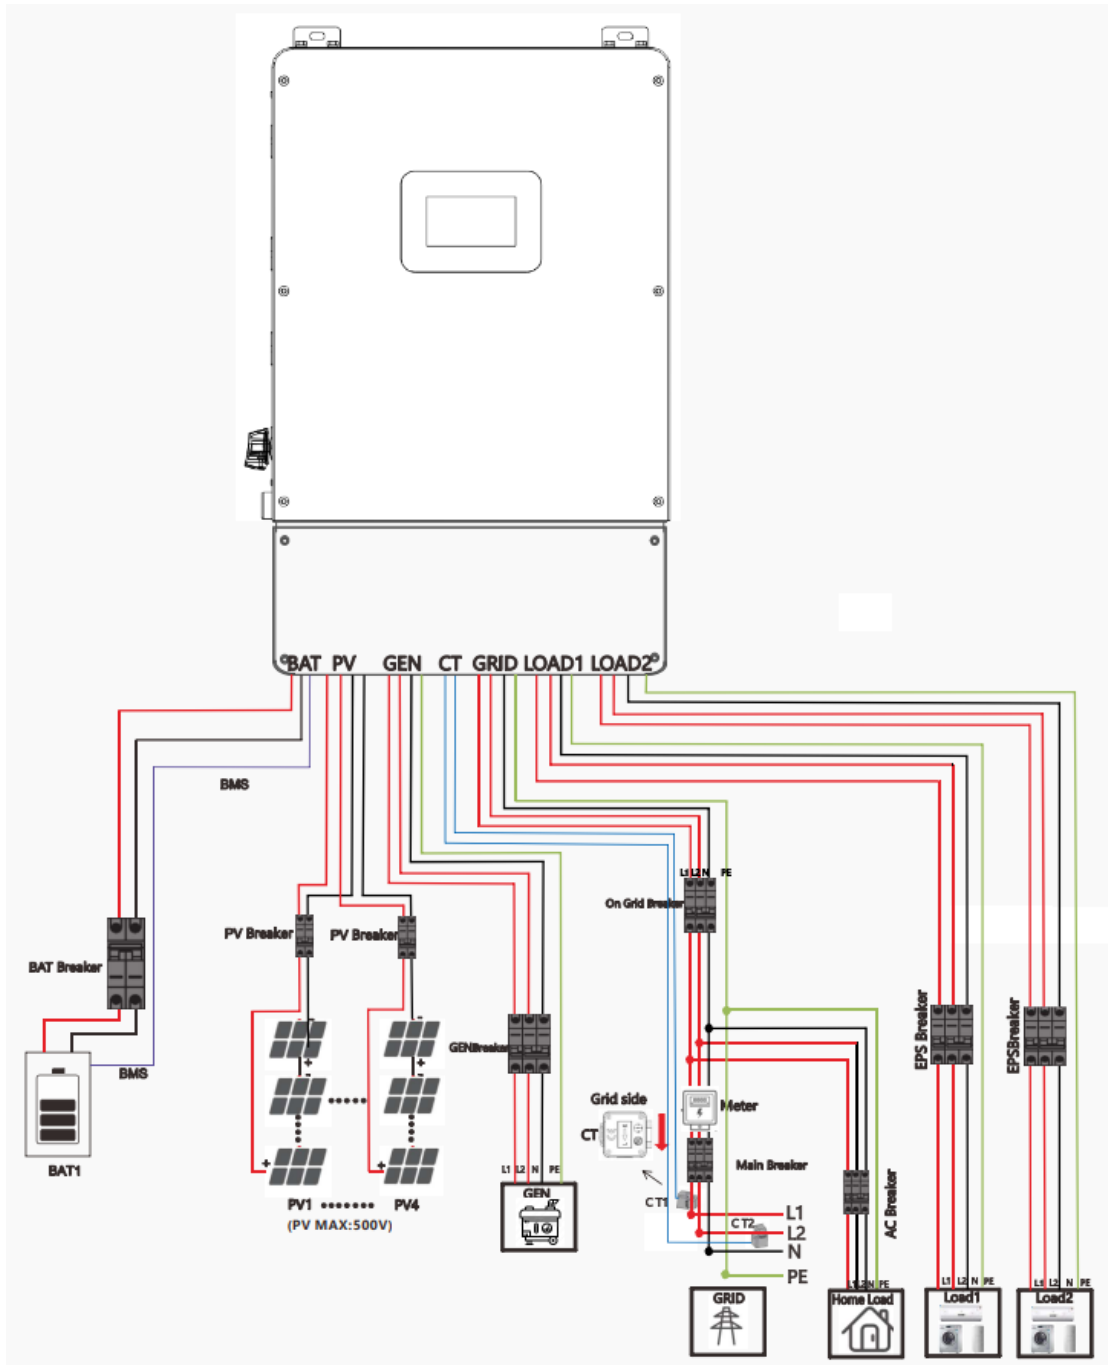 BAT PV GEN CT GRID LOAD1 LOAD2
BMS
L1 L2 N PE
On Grid Breaker
PV Breaker
PV Breaker
BAT Breaker
EPS Breaker
EPSBreaker
GENBreaker
BMS
Grid side
Meter
CT
BAT1
Main Breaker
AC Breaker
L1 L2 N PE
GEN
PV1 PV4
(PV MAX:500V)
CT1
CT2
L1
L2
N
PE
GRID
L1 L2 N PE
Home Load
L1 L2 N PE
Load1
L1 L2 N PE
Load2
- +
- +
+ +